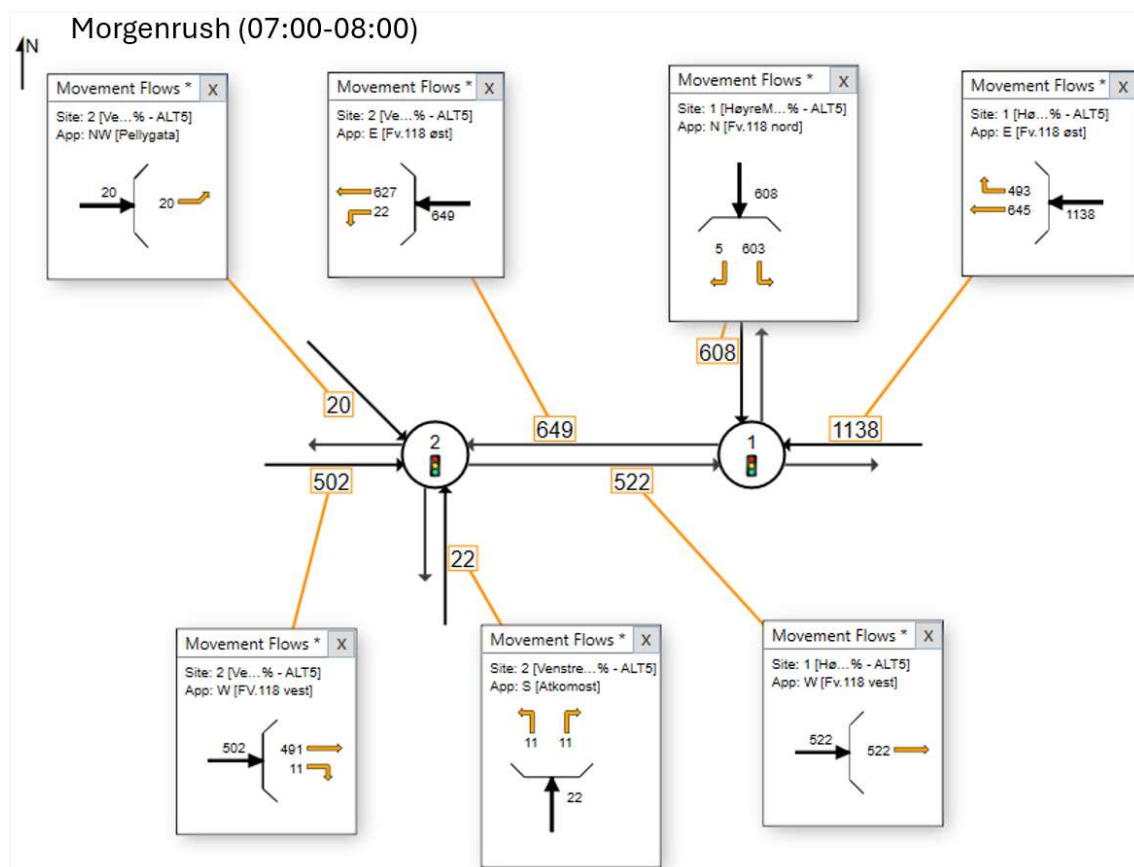 Morgenrush (07:00-08:00)
N
Movement Flows * X
Site: 2 [Ve...% - ALT5]
App: NW [Pellygata]
20
20
Movement Flows * X
Site: 2 [Ve...% - ALT5]
App: E [Fv.118 øst]
627
22
649
Movement Flows * X
Site: 1 [HøyreM...% - ALT5]
App: N [Fv.118 nord]
608
5 603
Movement Flows * X
Site: 1 [Hø...% - ALT5]
App: E [Fv.118 øst]
493
645
1138
608
20
649
1138
2
1
502
522
22
Movement Flows * X
Site: 2 [Ve...% - ALT5]
App: W [FV.118 vest]
502
491
11
Movement Flows * X
Site: 2 [Venstre...% - ALT5]
App: S [Atkomost]
11 11
22
Movement Flows * X
Site: 1 [Hø...% - ALT5]
App: W [Fv.118 vest]
522
522